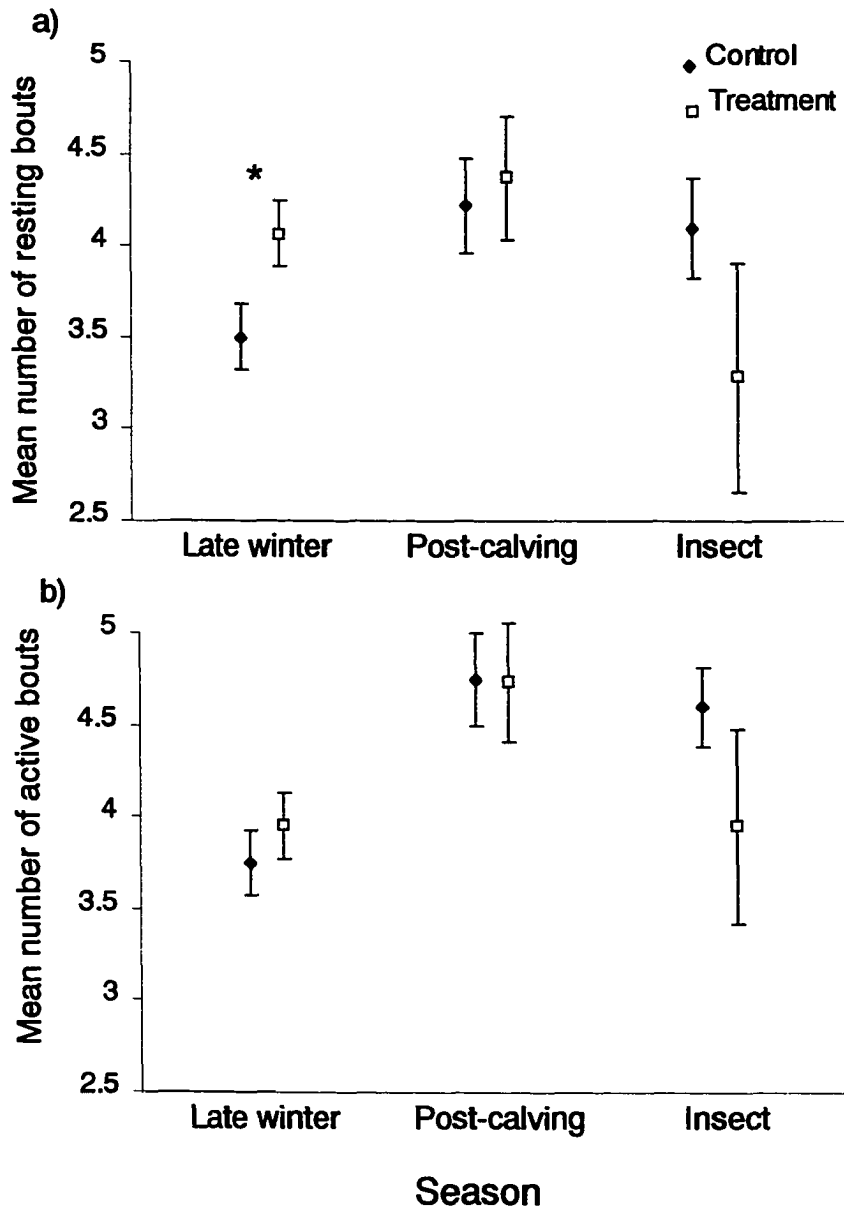 a)
Mean number of resting bouts
5
4.5
4
3.5
3
2.5
*
Control
Treatment
Late winter Post-calving Insect
b)
Mean number of active bouts
5
4.5
4
3.5
3
2.5
Late winter Post-calving Insect
Season